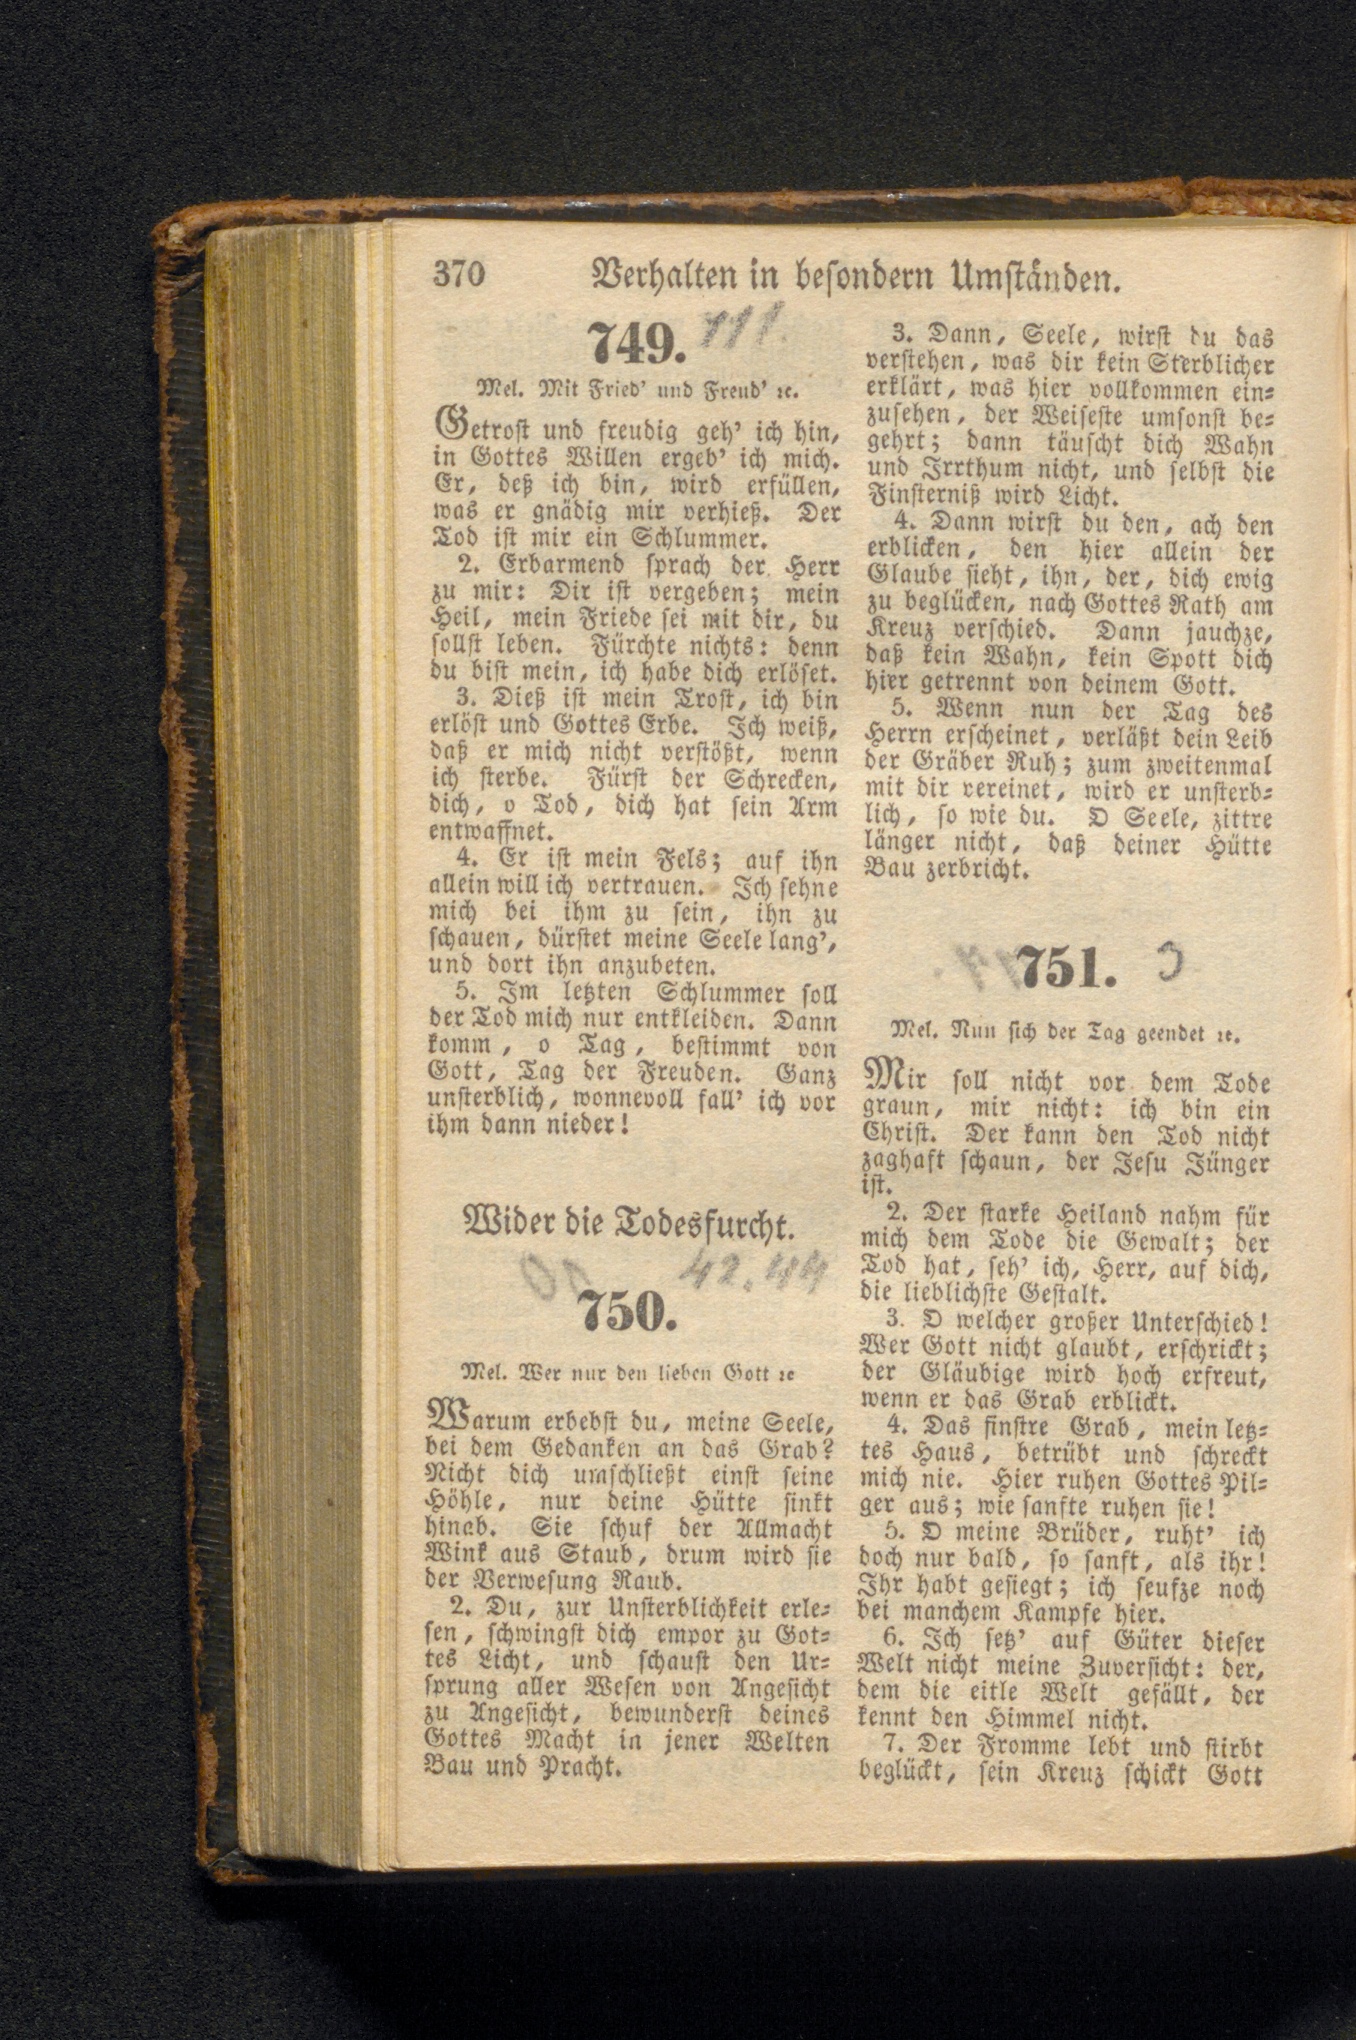 370 Verhalten in besondern Umständen.
749. 111
Mel. Mit Fried' und Freud' ꝛc.
Getrost und freudig geh' ich hin,
in Gottes Willen ergeb' ich mich.
Er, deß ich bin, wird erfüllen,
was er gnädig mir verhieß. Der
Tod ist mir ein Schlummer.
2. Erbarmend sprach der Herr
zu mir: Dir ist vergeben; mein
Heil, mein Friede sei mit dir, du
sollst leben. Fürchte nichts: denn
du bist mein, ich habe dich erlöset.
3. Dieß ist mein Trost, ich bin
erlöst und Gottes Erbe. Ich weiß,
daß er mich nicht verstößt, wenn
ich sterbe. Fürst der Schrecken,
dich, o Tod, dich hat sein Arm
entwaffnet.
4. Er ist mein Fels; auf ihn
allein will ich vertrauen. Ich sehne
mich bei ihm zu sein, ihn zu
schauen, dürstet meine Seele lang',
und dort ihn anzubeten.
5. Im letzten Schlummer soll
der Tod mich nur entkleiden. Dann
komm, o Tag, bestimmt von
Gott, Tag der Freuden. Ganz
unsterblich, wonnevoll fall' ich vor
ihm dann nieder!
Wider die Todesfurcht.
42. 44
750.
Mel. Wer nur den lieben Gott ꝛc
Warum erbebst du, meine Seele,
bei dem Gedanken an das Grab?
Nicht dich umschließt einst seine
Höhle, nur deine Hütte sinkt
hinab. Sie schuf der Allmacht
Wink aus Staub, drum wird sie
der Verwesung Raub.
2. Du, zur Unsterblichkeit erle-
sen, schwingst dich empor zu Got-
tes Licht, und schaust den Ur-
sprung aller Wesen von Angesicht
zu Angesicht, bewunderst deines
Gottes Macht in jener Welten
Bau und Pracht.
3. Dann, Seele, wirst du das
verstehen, was dir kein Sterblicher
erklärt, was hier vollkommen ein-
zusehen, der Weiseste umsonst be-
gehrt; dann täuscht dich Wahn
und Irrthum nicht, und selbst die
Finsterniß wird Licht.
4. Dann wirst du den, ach den
erblicken, den hier allein der
Glaube sieht, ihn, der, dich ewig
zu beglücken, nach Gottes Rath am
Kreuz verschied. Dann jauchze,
daß kein Wahn, kein Spott dich
hier getrennt von deinem Gott.
5. Wenn nun der Tag des
Herrn erscheinet, verläßt dein Leib
der Gräber Ruh; zum zweitenmal
mit dir vereinet, wird er unsterb-
lich, so wie du. O Seele, zittre
länger nicht, daß deiner Hütte
Bau zerbricht.
751.
Mel. Nun sich der Tag geendet ꝛc.
Mir soll nicht vor dem Tode
graun, mir nicht: ich bin ein
Christ. Der kann den Tod nicht
zaghaft schaun, der Jesu Jünger
ist.
2. Der starke Heiland nahm für
mich dem Tode die Gewalt; der
Tod hat, seh' ich, Herr, auf dich,
die lieblichste Gestalt.
3. O welcher großer Unterschied!
Wer Gott nicht glaubt, erschrickt;
der Gläubige wird hoch erfreut,
wenn er das Grab erblickt.
4. Das finstre Grab, mein letz-
tes Haus, betrübt und schreckt
mich nie. Hier ruhen Gottes Pil-
ger aus; wie sanfte ruhen sie!
5. O meine Brüder, ruht' ich
doch nur bald, so sanft, als ihr!
Ihr habt gesiegt; ich seufze noch
bei manchem Kampfe hier.
6. Ich setz' auf Güter dieser
Welt nicht meine Zuversicht: der,
dem die eitle Welt gefällt, der
kennt den Himmel nicht.
7. Der Fromme lebt und stirbt
beglückt, sein Kreuz schickt Gott